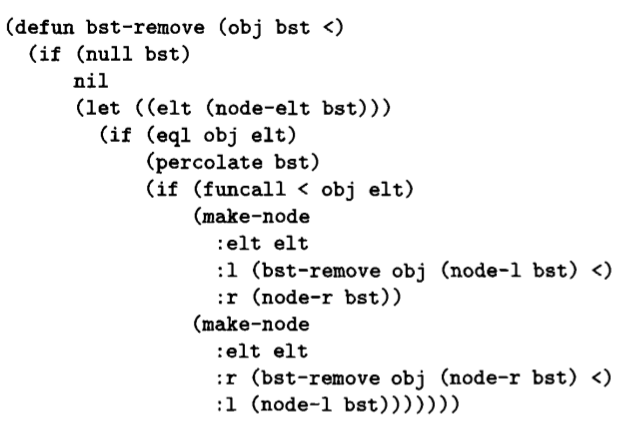 (defun bst-remove (obj bst <)
  (if (null bst)
      nil
      (let ((elt (node-elt bst)))
        (if (eql obj elt)
            (percolate bst)
            (if (funcall < obj elt)
                (make-node
                  :elt elt
                  :l (bst-remove obj (node-l bst) <)
                  :r (node-r bst))
                (make-node
                  :elt elt
                  :r (bst-remove obj (node-r bst) <)
                  :l (node-l bst)))))))